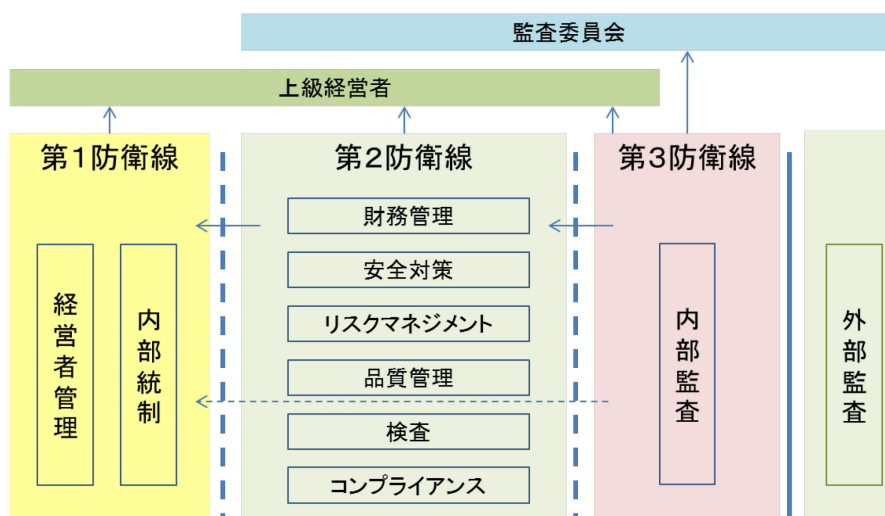 監査委員会
上級経営者
第1防衛線
第2防衛線
第3防衛線
経営者管理
内部統制
財務管理
安全対策
リスクマネジメント
品質管理
検査
コンプライアンス
内部監査
外部監査